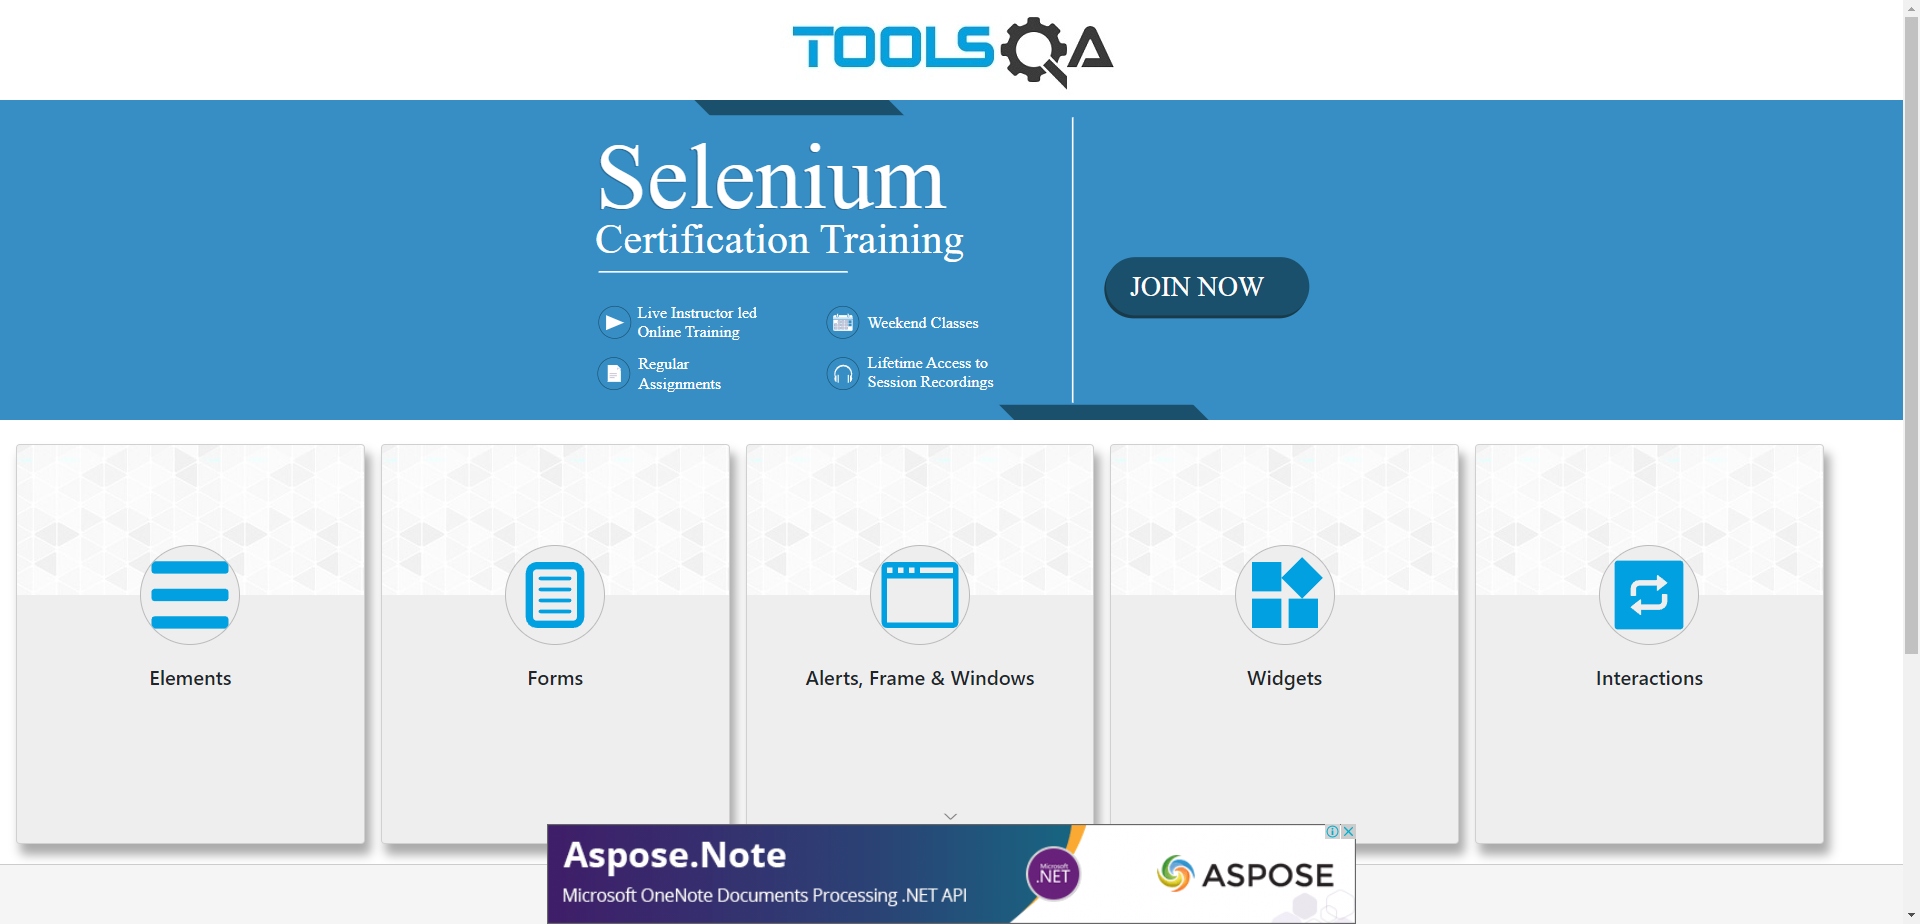 TOOLSQA
Selenium
Certification Training
Live Instructor led
Online Training
Weekend Classes
Regular
Assignments
Lifetime Access to
Session Recordings
JOIN NOW
Elements
Forms
Alerts, Frame & Windows
Widgets
Interactions
Aspose.Note
Microsoft OneNote Documents Processing .NET API
Microsoft
.NET
ASPOSE